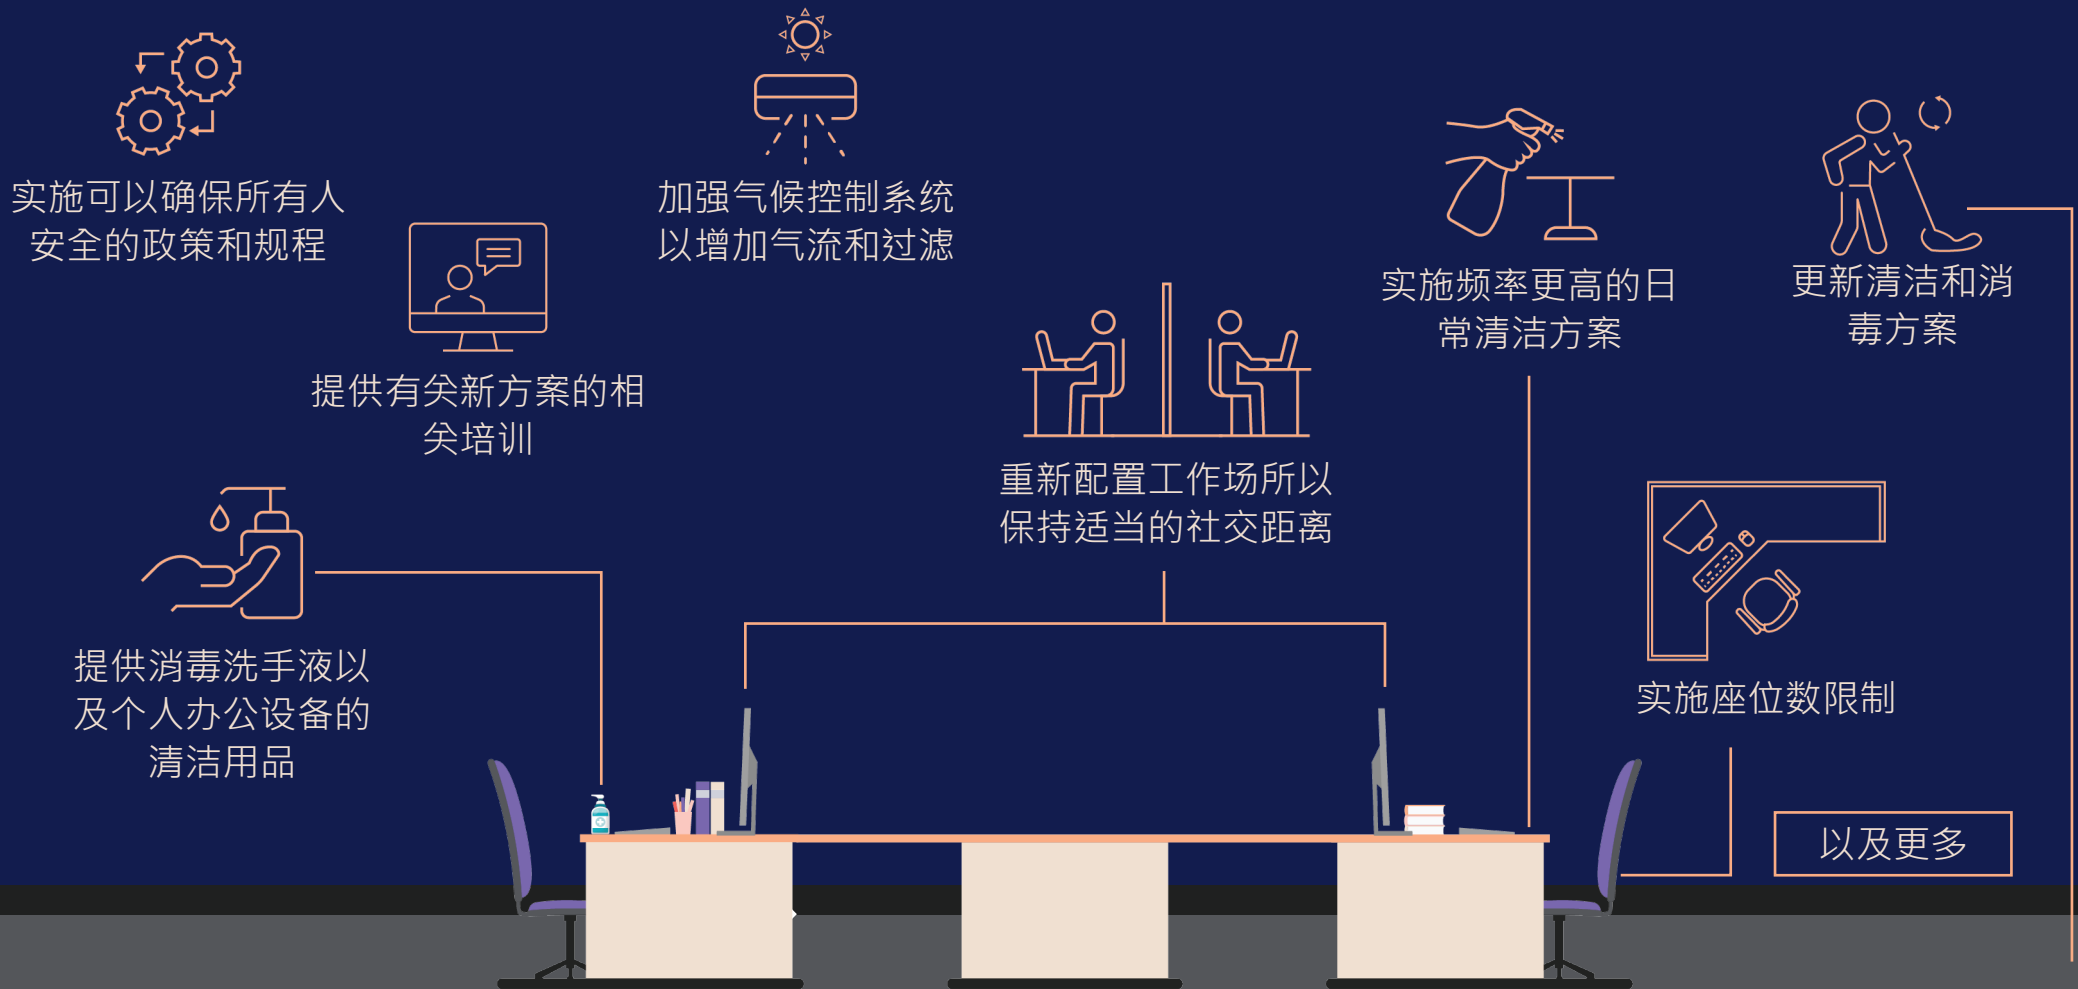 实施可以确保所有人
安全的政策和规程
提供有关新方案的相
关培训
提供消毒洗手液以
及个人办公设备的
清洁用品
加强气候控制系统
以增加气流和过滤
重新配置工作场所以
保持适当的社交距离
实施频率更高的日
常清洁方案
更新清洁和消
毒方案
实施座位数限制
以及更多